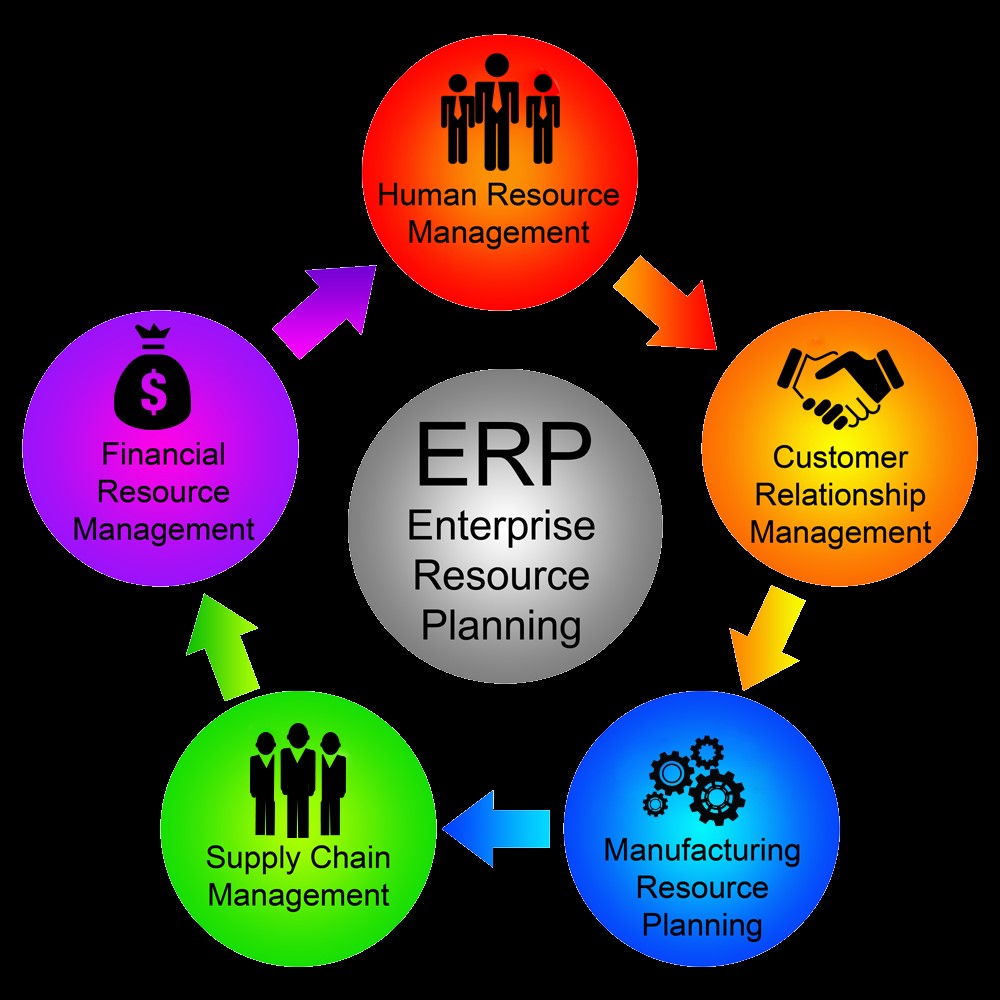 Human Resource
Management
Customer
Relationship
Management
Manufacturing
Resource
Planning
Supply Chain
Management
$
Financial
Resource
Management
ERP
Enterprise
Resource
Planning